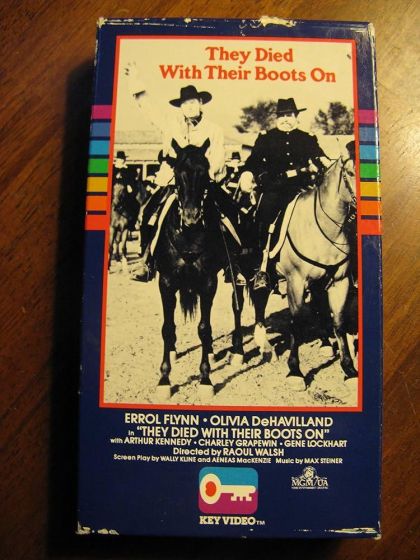 They Died
With Their Boots On
ERROL FLYNN • OLIVIA DeHAVILLAND
in "THEY DIED WITH THEIR BOOTS ON"
with ARTHUR KENNEDY • CHARLEY GRAPEWIN • GENE LOCKHART
Directed by RAOUL WALSH
Screen Play by WALLY KLINE and AENEAS MacKENZIE Music by MAX STEINER
MGM/UA
KEY VIDEO™